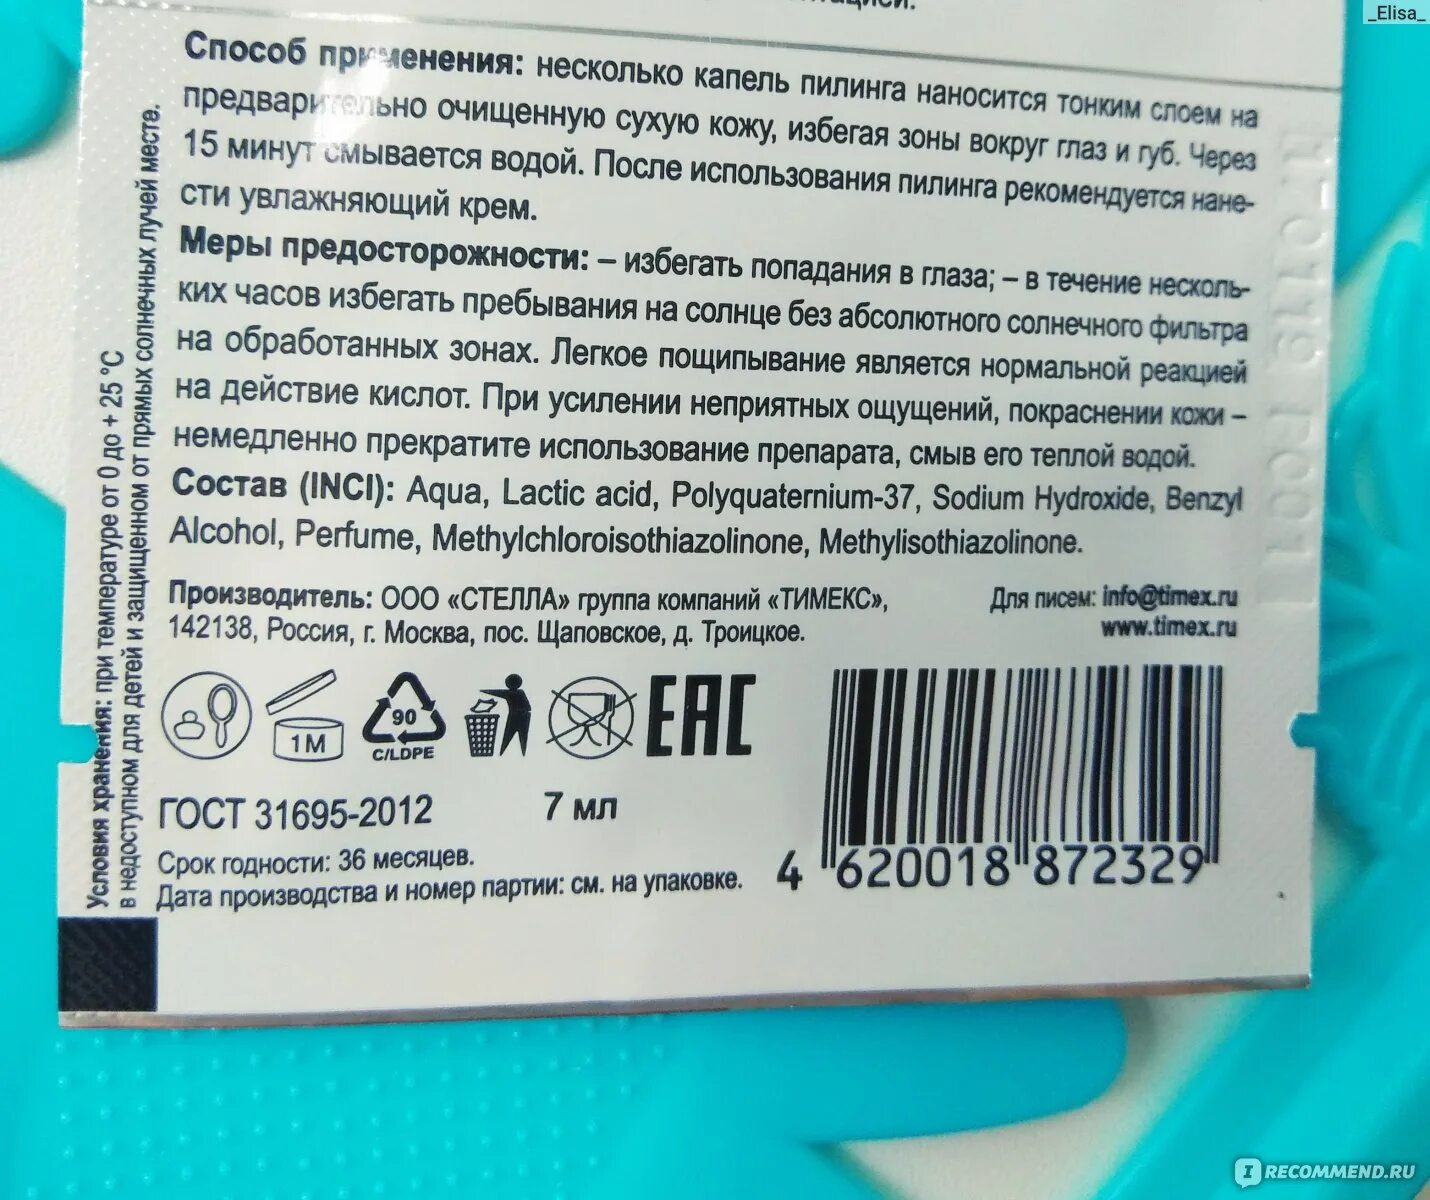 _Elisa_
Способ применения: несколько капель пилинга наносится тонким слоем на
предварительно очищенную сухую кожу, избегая зоны вокруг глаз и губ. Через
15 минут смывается водой. После использования пилинга рекомендуется нане-
сти увлажняющий крем.
Меры предосторожности: – избегать попадания в глаза; – в течение несколь-
ких часов избегать пребывания на солнце без абсолютного солнечного фильтра
на обработанных зонах. Легкое пощипывание является нормальной реакцией
на действие кислот. При усилении неприятных ощущений, покраснении кожи –
немедленно прекратите использование препарата, смыв его теплой водой.
Состав (INCI): Aqua, Lactic acid, Polyquaternium-37, Sodium Hydroxide, Benzyl
Alcohol, Perfume, Methylchloroisothiazolinone, Methylisothiazolinone.
Производитель: ООО «СТЕЛЛА» группа компаний «ТИМЕКС»,
142138, Россия, г. Москва, пос. Щаповское, д. Троицкое.
Для писем: info@timex.ru
www.timex.ru
1M
90
C/LDPE
EAC
ГОСТ 31695-2012 7 мл
Срок годности: 36 месяцев.
Дата производства и номер партии: см. на упаковке.
4 620018 872329
Условия хранения: при температуре от 0 до + 25 °C
в недоступном для детей и защищенном от прямых солнечных лучей месте.
IRECOMMEND.RU